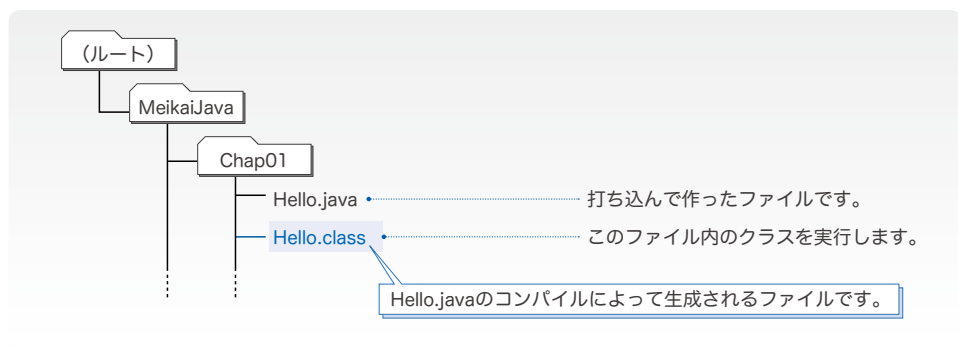 （ルート）
MeikaiJava
Chap01
Hello.java 打ち込んで作ったファイルです。
Hello.class このファイル内のクラスを実行します。
Hello.javaのコンパイルによって生成されるファイルです。